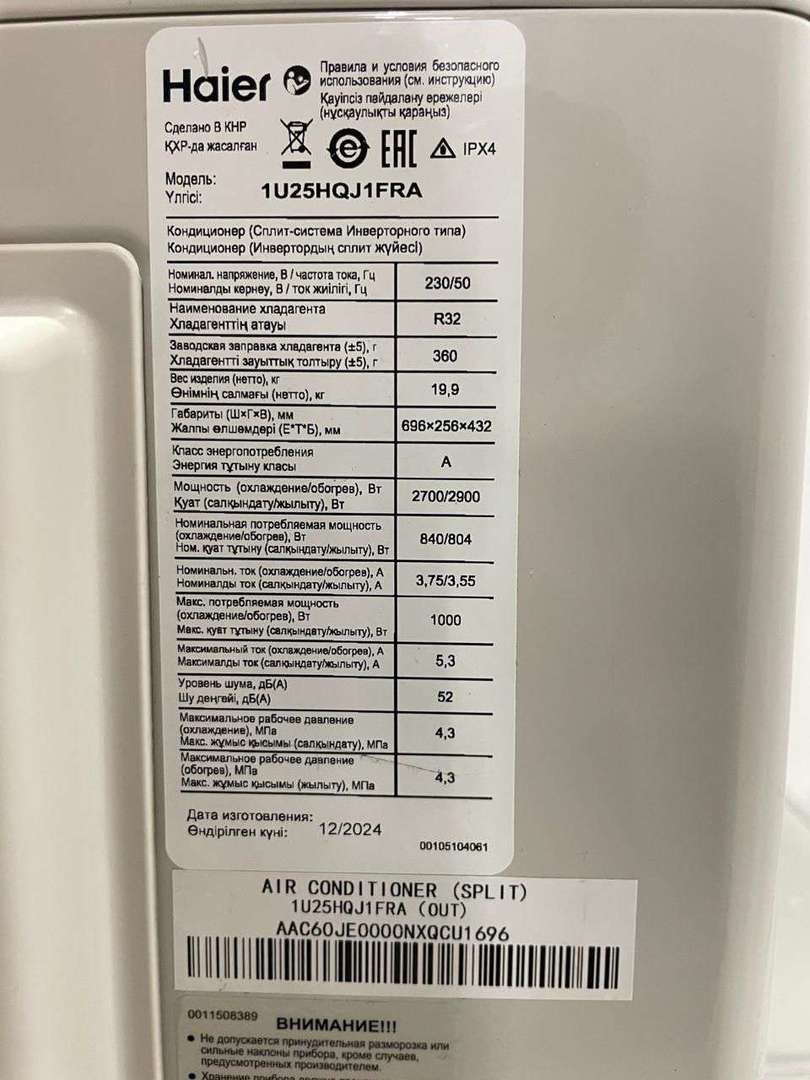 Haier
Правила и условия безопасного
использования (см. инструкцию)
Қауіпсіз пайдалану ережелері
(нұсқаулықты қараңыз)
Сделано В КНР
ҚХР-да жасалған
EAC
IPX4
Модель:
Үлгісі:
1U25HQJ1FRA
Кондиционер (Сплит-система Инверторного типа)
Кондиционер (Инвертордың сплит жүйесі)
Номинал. напряжение, В / частота тока, Гц
Номиналды кернеу, В / ток жиілігі, Гц
230/50
Наименование хладагента
Хладагенттің атауы
R32
Заводская заправка хладагента (±5), г
Хладагентті зауыттық толтыру (±5), г
360
Вес изделия (нетто), кг
Өнімнің салмағы (нетто), кг
19,9
Габариты (Ш×Г×В), мм
Жалпы өлшемдері (Е*Т*Б), мм
696×256×432
Класс энергопотребления
Энергия тұтыну класы
A
Мощность (охлаждение/обогрев), Вт
Қуат (салқындату/жылыту), Вт
2700/2900
Номинальная потребляемая мощность
(охлаждение/обогрев), Вт
Ном. қуат тұтыну (салқындату/жылыту), Вт
840/804
Номинальн. ток (охлаждение/обогрев), А
Номиналды ток (салқындату/жылыту), А
3,75/3,55
Макс. потребляемая мощность
(охлаждение/обогрев), Вт
Макс. қуат тұтыну (салқындату/жылыту), Вт
1000
Максимальный ток (охлаждение/обогрев), А
Максималды ток (салқындату/жылыту), А
5,3
Уровень шума, дБ(А)
Шу деңгейі, дБ(А)
52
Максимальное рабочее давление
(охлаждение), МПа
Макс. жұмыс қысымы (салқындату), МПа
4,3
Максимальное рабочее давление
(обогрев), МПа
Макс. жұмыс қысымы (жылыту), МПа
4,3
Дата изготовления:
Өндірілген күні:
12/2024
00105104061
AIR CONDITIONER (SPLIT)
1U25HQJ1FRA (OUT)
AAC60JE0000NXQCU1696
0011508389
ВНИМАНИЕ!!!
• Не допускается принудительная разморозка или
сильные наклоны прибора, кроме случаев,
предусмотренных производителем.
• Хранение прибора